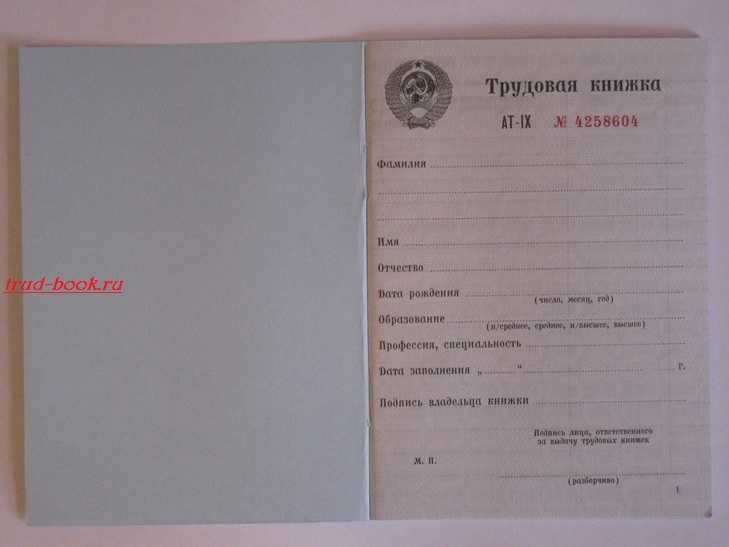 Трудовая книжка
АТ-IX № 4258604
Фамилия
Имя
Отчество
trud-book.ru
Дата рождения
(число, месяц, год)
Образование
(н/среднее, среднее, н/высшее, высшее)
Профессия, специальность
Дата заполнения „ “ г.
Подпись владельца книжки
Подпись лица, ответственного
за выдачу трудовых книжек
М. П.
(разборчиво)
1